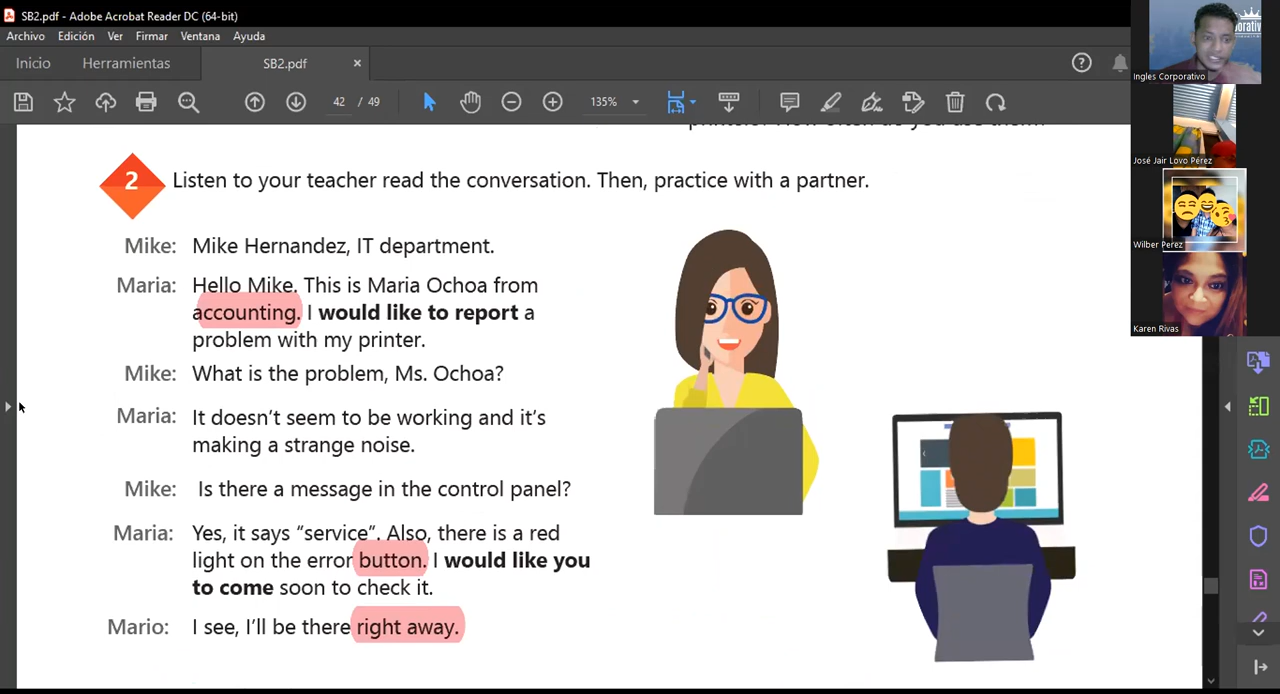 SB2.pdf - Adobe Acrobat Reader DC (64-bit)
Archivo Edición Ver Firmar Ventana Ayuda
Inicio Herramientas SB2.pdf ×
42 / 49 135%
2 Listen to your teacher read the conversation. Then, practice with a partner.
Mike: Mike Hernandez, IT department.
Maria: Hello Mike. This is Maria Ochoa from
accounting. I would like to report a
problem with my printer.
Mike: What is the problem, Ms. Ochoa?
Maria: It doesn't seem to be working and it's
making a strange noise.
Mike: Is there a message in the control panel?
Maria: Yes, it says “service”. Also, there is a red
light on the error button. I would like you
to come soon to check it.
Mario: I see, I'll be there right away.
Ingles Corporativo
José Jair Lovo Pérez
Wilber Perez
Karen Rivas